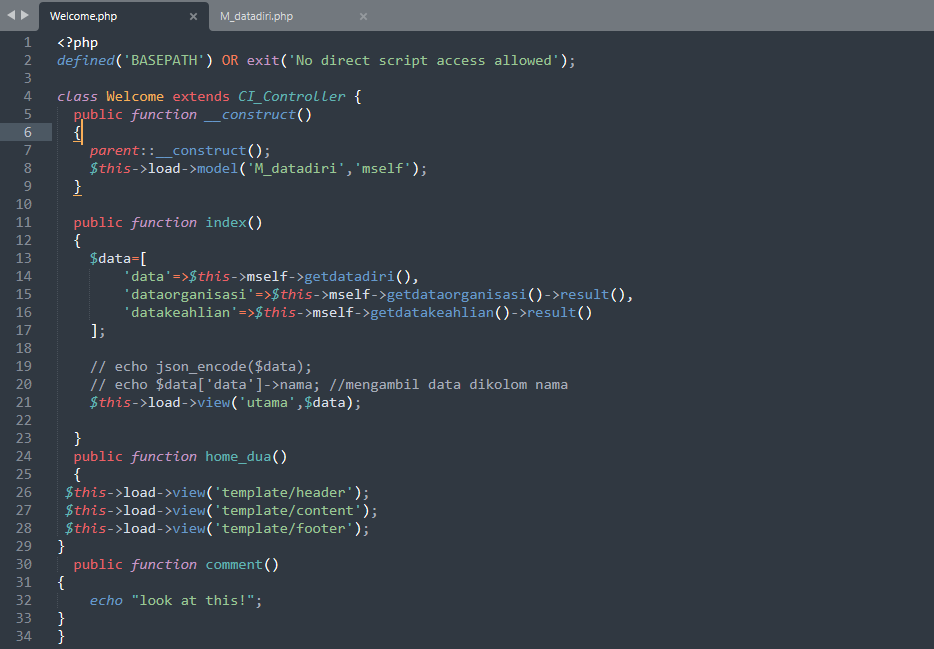 Welcome.php × M_datadiri.php ×
1 <?php
2 defined('BASEPATH') OR exit('No direct script access allowed');
3
4 class Welcome extends CI_Controller {
5 public function __construct()
6 {
7 parent::__construct();
8 $this->load->model('M_datadiri','mself');
9 }
10
11 public function index()
12 {
13 $data=[
14 'data'=>$this->mself->getdatadiri(),
15 'dataorganisasi'=>$this->mself->getdataorganisasi()->result(),
16 'datakeahlian'=>$this->mself->getdatakeahlian()->result()
17 ];
18
19 // echo json_encode($data);
20 // echo $data['data']->nama; //mengambil data dikolom nama
21 $this->load->view('utama',$data);
22
23 }
24 public function home_dua()
25 {
26 $this->load->view('template/header');
27 $this->load->view('template/content');
28 $this->load->view('template/footer');
29 }
30 public function comment()
31 {
32 echo "look at this!";
33 }
34 }